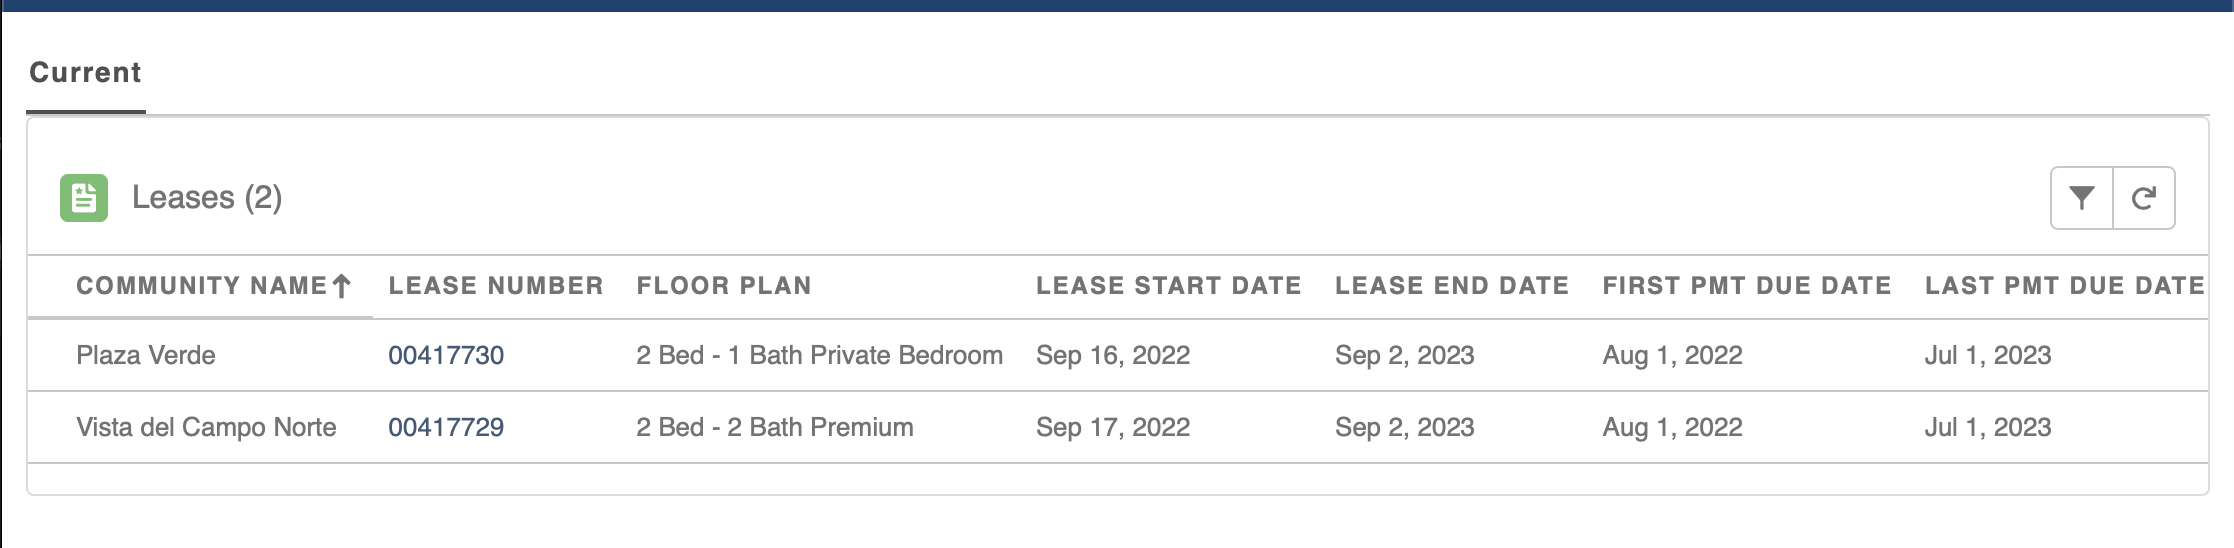 Current
Leases (2)
COMMUNITY NAME LEASE NUMBER FLOOR PLAN LEASE START DATE LEASE END DATE FIRST PMT DUE DATE LAST PMT DUE DATE
Plaza Verde 00417730 2 Bed - 1 Bath Private Bedroom Sep 16, 2022 Sep 2, 2023 Aug 1, 2022 Jul 1, 2023
Vista del Campo Norte 00417729 2 Bed - 2 Bath Premium Sep 17, 2022 Sep 2, 2023 Aug 1, 2022 Jul 1, 2023